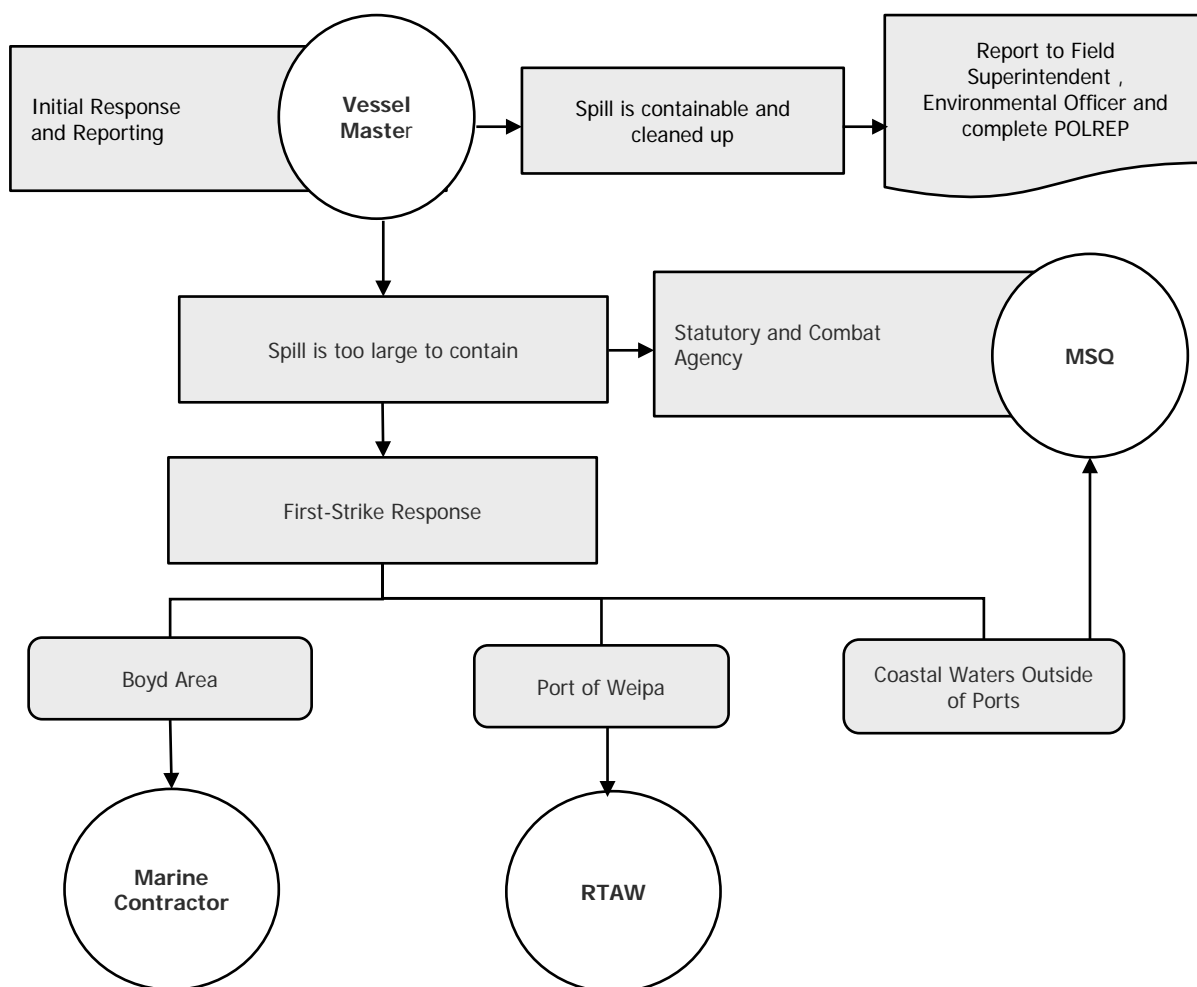 Initial Response
and Reporting
Vessel
Master
Spill is containable and
cleaned up
Report to Field
Superintendent ,
Environmental Officer and
complete POLREP
Spill is too large to contain
Statutory and Combat
Agency
MSQ
First-Strike Response
Boyd Area
Port of Weipa
Coastal Waters Outside
of Ports
Marine
Contractor
RTAW